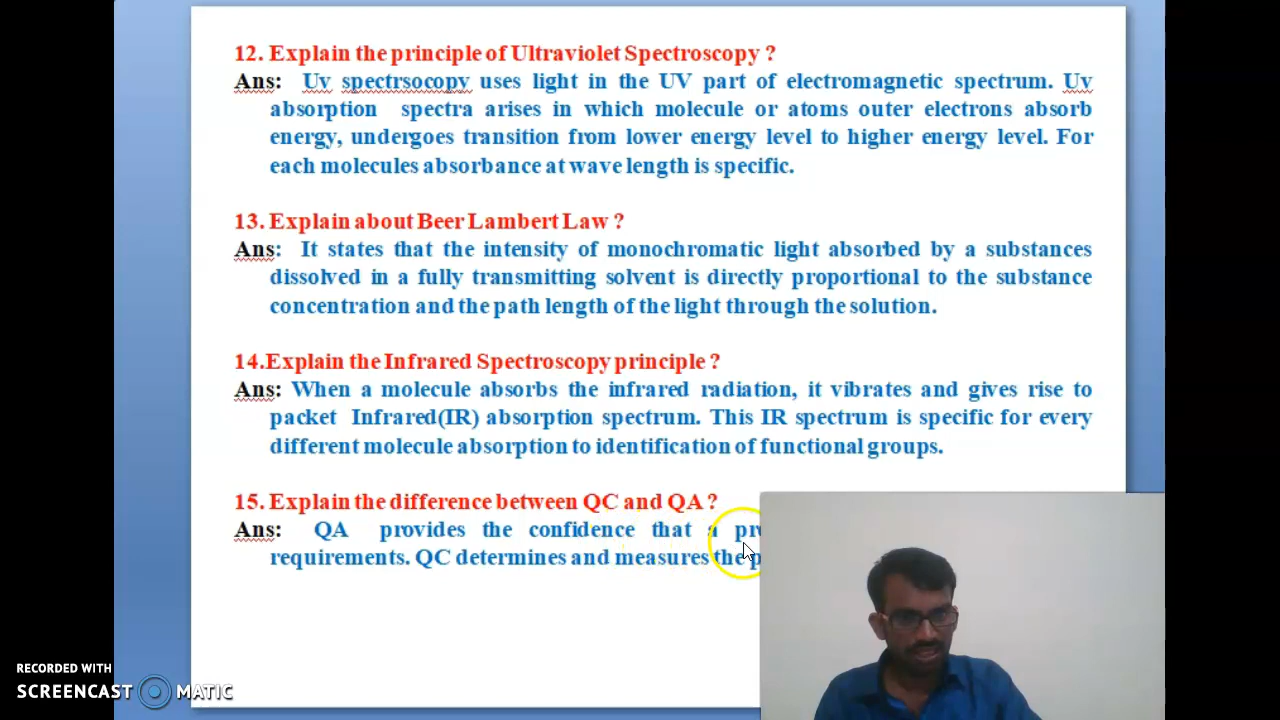 12. Explain the principle of Ultraviolet Spectroscopy ?
Ans: Uv spectrsocopy uses light in the UV part of electromagnetic spectrum. Uv
absorption spectra arises in which molecule or atoms outer electrons absorb
energy, undergoes transition from lower energy level to higher energy level. For
each molecules absorbance at wave length is specific.
13. Explain about Beer Lambert Law ?
Ans: It states that the intensity of monochromatic light absorbed by a substances
dissolved in a fully transmitting solvent is directly proportional to the substance
concentration and the path length of the light through the solution.
14.Explain the Infrared Spectroscopy principle ?
Ans: When a molecule absorbs the infrared radiation, it vibrates and gives rise to
packet Infrared(IR) absorption spectrum. This IR spectrum is specific for every
different molecule absorption to identification of functional groups.
15. Explain the difference between QC and QA ?
Ans: QA provides the confidence that a
requirements. QC determines and measures the
RECORDED WITH
SCREENCAST MATIC